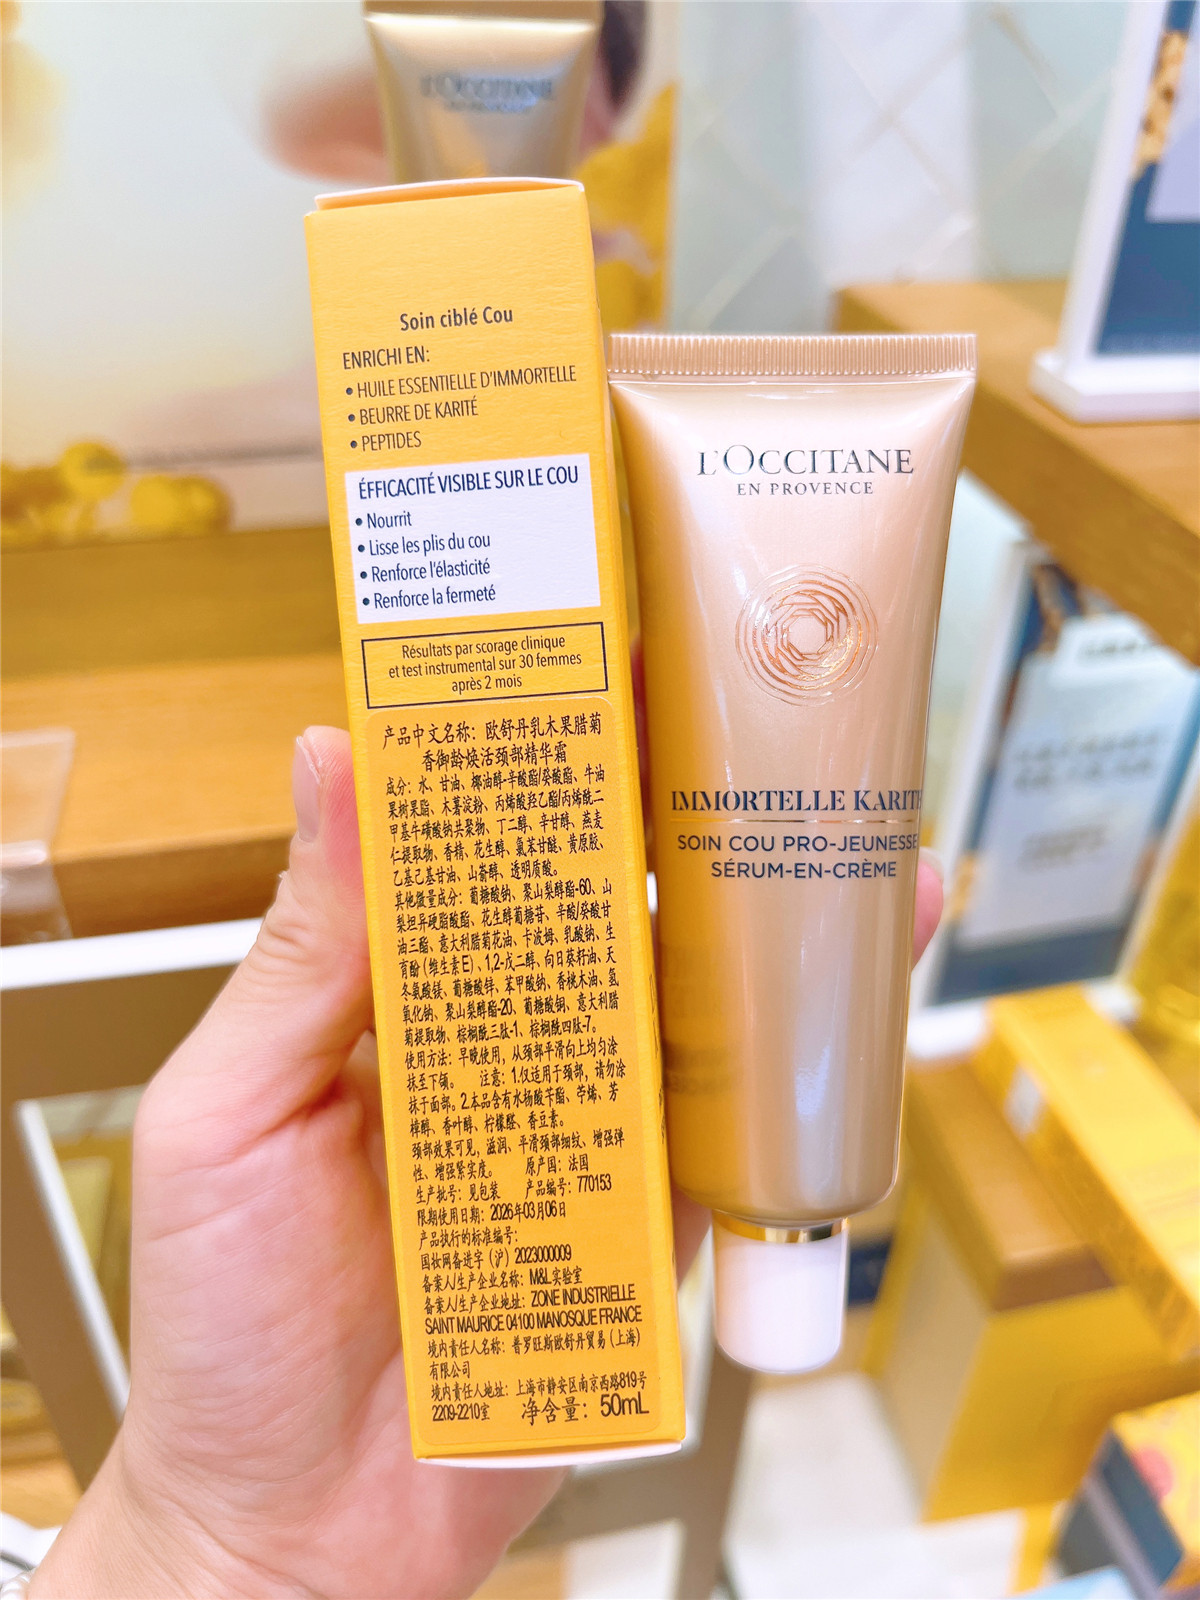 L'OCCITANE
Soin ciblé Cou
ENRICHI EN:
• HUILE ESSENTIELLE D'IMMORTELLE
• BEURRE DE KARITÉ
• PEPTIDES
ÉFFICACITÉ VISIBLE SUR LE COU
• Nourrit
• Lisse les plis du cou
• Renforce l'élasticité
• Renforce la fermeté
Résultats par scorage clinique
et test instrumental sur 30 femmes
après 2 mois
产品中文名称：欧舒丹乳木果腊菊
香御龄焕活颈部精华霜
成分：水、甘油、椰油醇-辛酸酯/癸酸酯、牛油
果树果脂、木薯淀粉、丙烯酸羟乙酯/丙烯酰二
甲基牛磺酸钠共聚物、丁二醇、辛甘醇、燕麦
仁提取物、香精、花生醇、氯苯甘醚、黄原胶、
乙基己基甘油、山嵛醇、透明质酸。
其他微量成分：葡糖酸钠、聚山梨醇酯-60、山
梨坦异硬脂酸酯、花生醇葡糖苷、辛酸/癸酸甘
油三酯、意大利腊菊花油、卡波姆、乳酸钠、生
育酚（维生素E）、1,2-戊二醇、向日葵籽油、天
冬氨酸镁、葡糖酸锌、苯甲酸钠、香桃木油、氢
氧化钠、聚山梨醇酯-20、葡糖酸铜、意大利腊
菊提取物、棕榈酰三肽-1、棕榈酰四肽-7。
使用方法：早晚使用，从颈部平滑向上均匀涂
抹至下颌。 注意：1.仅适用于颈部，请勿涂
抹于面部。2.本品含有水杨酸苄酯、苧烯、芳
樟醇、香叶醇、柠檬醛、香豆素。
颈部效果可见，滋润、平滑颈部细纹、增强弹
性、增强紧实度。 原产国：法国
生产批号：见包装 产品编号：770153
限期使用日期：2026年03月06日
产品执行的标准编号：
国妆网备进字（沪）2023000009
备案人/生产企业名称：M&L实验室
备案人/生产企业地址：ZONE INDUSTRIELLE
SAINT MAURICE 04100 MANOSQUE FRANCE
境内责任人名称：普罗旺斯欧舒丹贸易（上海）
有限公司
境内责任人地址：上海市静安区南京西路819号
2209-2210室 净含量：50mL
L'OCCITANE
EN PROVENCE
IMMORTELLE KARITÉ
SOIN COU PRO-JEUNESSE
SÉRUM-EN-CRÈME